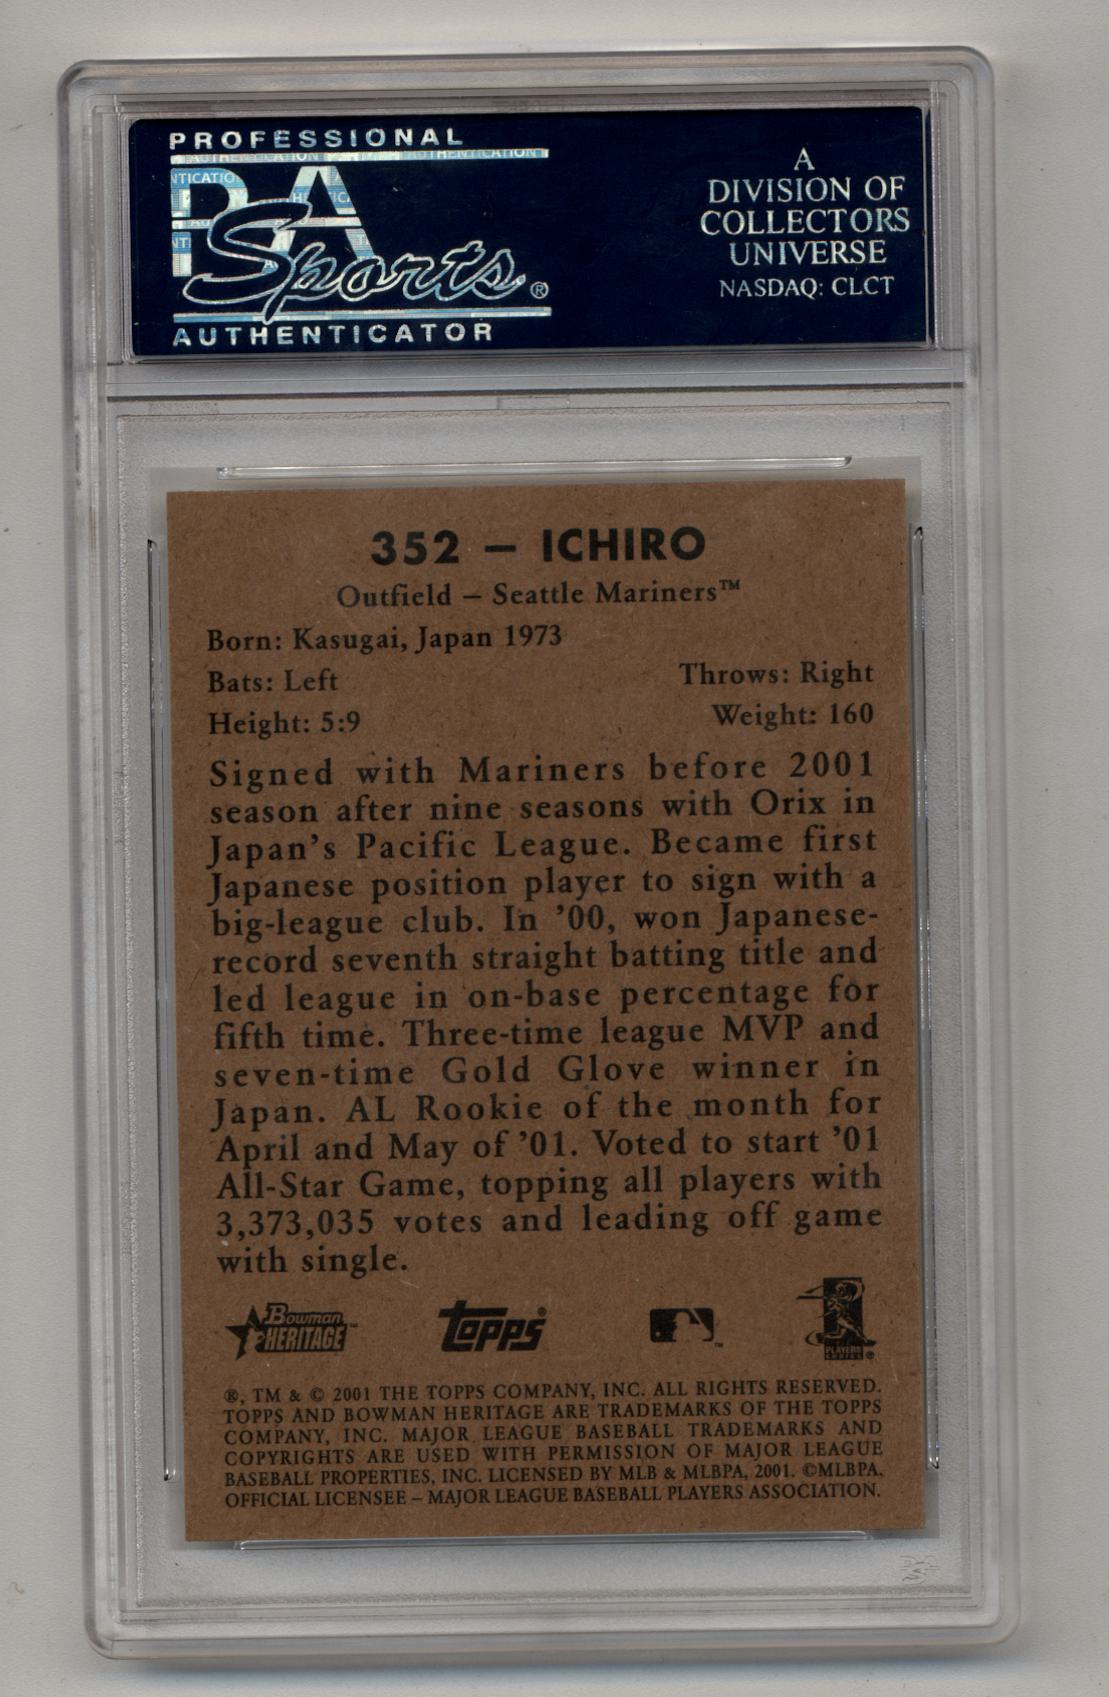 PROFESSIONAL
PSA
Sports®
AUTHENTICATOR
A
DIVISION OF
COLLECTORS
UNIVERSE
NASDAQ: CLCT
352 – ICHIRO
Outfield – Seattle Mariners™
Born: Kasugai, Japan 1973
Bats: Left Throws: Right
Height: 5:9 Weight: 160
Signed with Mariners before 2001
season after nine seasons with Orix in
Japan's Pacific League. Became first
Japanese position player to sign with a
big-league club. In '00, won Japanese-
record seventh straight batting title and
led league in on-base percentage for
fifth time. Three-time league MVP and
seven-time Gold Glove winner in
Japan. AL Rookie of the month for
April and May of '01. Voted to start '01
All-Star Game, topping all players with
3,373,035 votes and leading off game
with single.
Bowman HERITAGE™ Topps® ™ PLAYERS ®
®, TM & © 2001 THE TOPPS COMPANY, INC. ALL RIGHTS RESERVED.
TOPPS AND BOWMAN HERITAGE ARE TRADEMARKS OF THE TOPPS
COMPANY, INC. MAJOR LEAGUE BASEBALL TRADEMARKS AND
COPYRIGHTS ARE USED WITH PERMISSION OF MAJOR LEAGUE
BASEBALL PROPERTIES, INC. LICENSED BY MLB & MLBPA, 2001. ©MLBPA.
OFFICIAL LICENSEE – MAJOR LEAGUE BASEBALL PLAYERS ASSOCIATION.